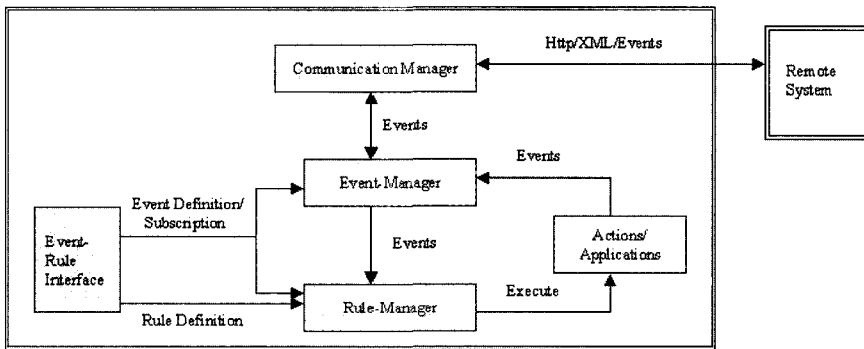 Http/XML/Events
Communication Manager
Remote
System
Events
Events
Event-Manager
Event Definition/
Subscription
Event-
Rule
Interface
Events
Actions/
Applications
Rule-Manager
Execute
Rule Definition